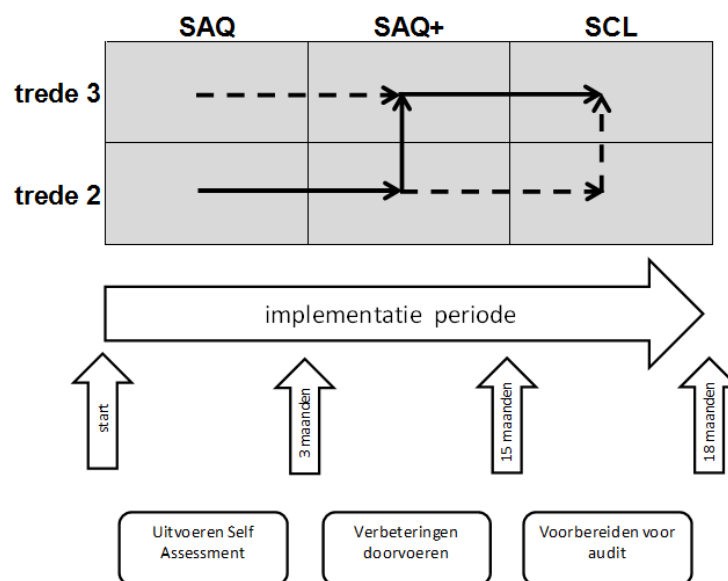 SAQ SAQ+ SCL
trede 3
trede 2
implementatie periode
start
3 maanden
15 maanden
18 maanden
Uitvoeren Self
Assessment
Verbeteringen
doorvoeren
Voorbereiden voor
audit